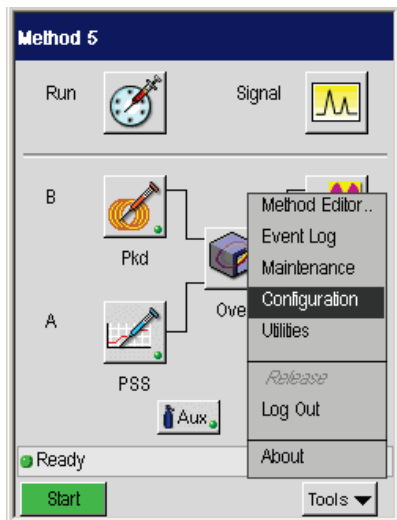 Method 5
Run
Signal
B
Pkd
A
PSS
Ove
Aux
Method Editor..
Event Log
Maintenance
Configuration
Utilities
Release
Log Out
About
Ready
Start
Tools